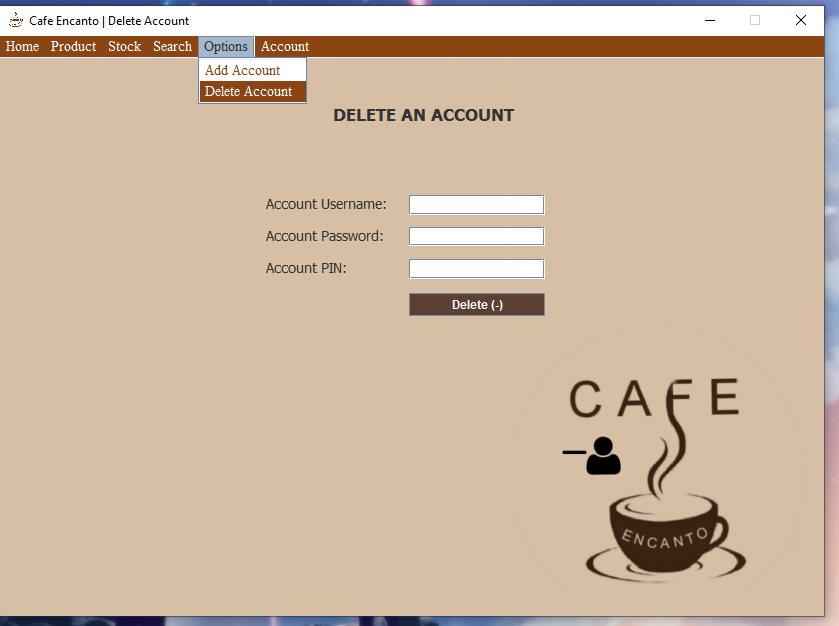 Cafe Encanto | Delete Account
Home Product Stock Search Options Account
Add Account
Delete Account
DELETE AN ACCOUNT
Account Username:
Account Password:
Account PIN:
Delete (-)
CAFE
ENCANTO